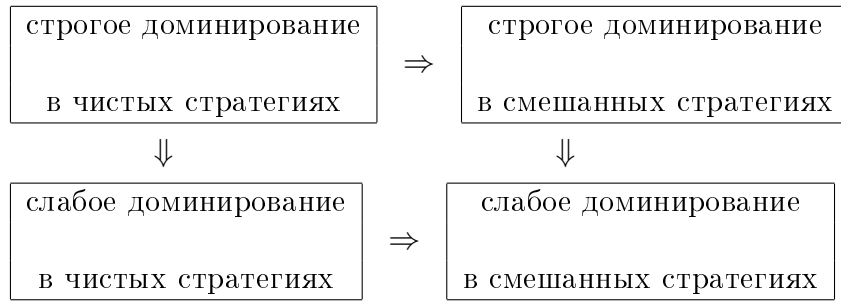 строгое доминирование ⇒ строгое доминирование
в чистых стратегиях в смешанных стратегиях
⇓ ⇓
слабое доминирование ⇒ слабое доминирование
в чистых стратегиях в смешанных стратегиях